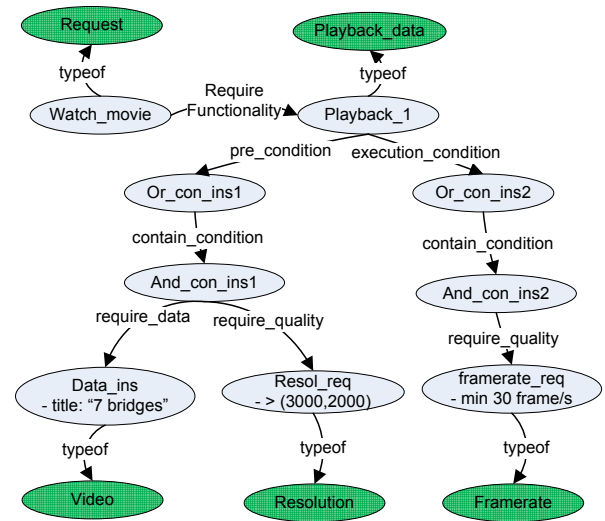 Request
Playback_data
typeof
typeof
Require
Functionality
Watch_movie
Playback_1
pre_condition
execution_condition
Or_con_ins1
Or_con_ins2
contain_condition
contain_condition
And_con_ins1
And_con_ins2
require_data
require_quality
require_quality
Data_ins
- title: “7 bridges”
Resol_req
- > (3000,2000)
framerate_req
- min 30 frame/s
typeof
typeof
typeof
Video
Resolution
Framerate